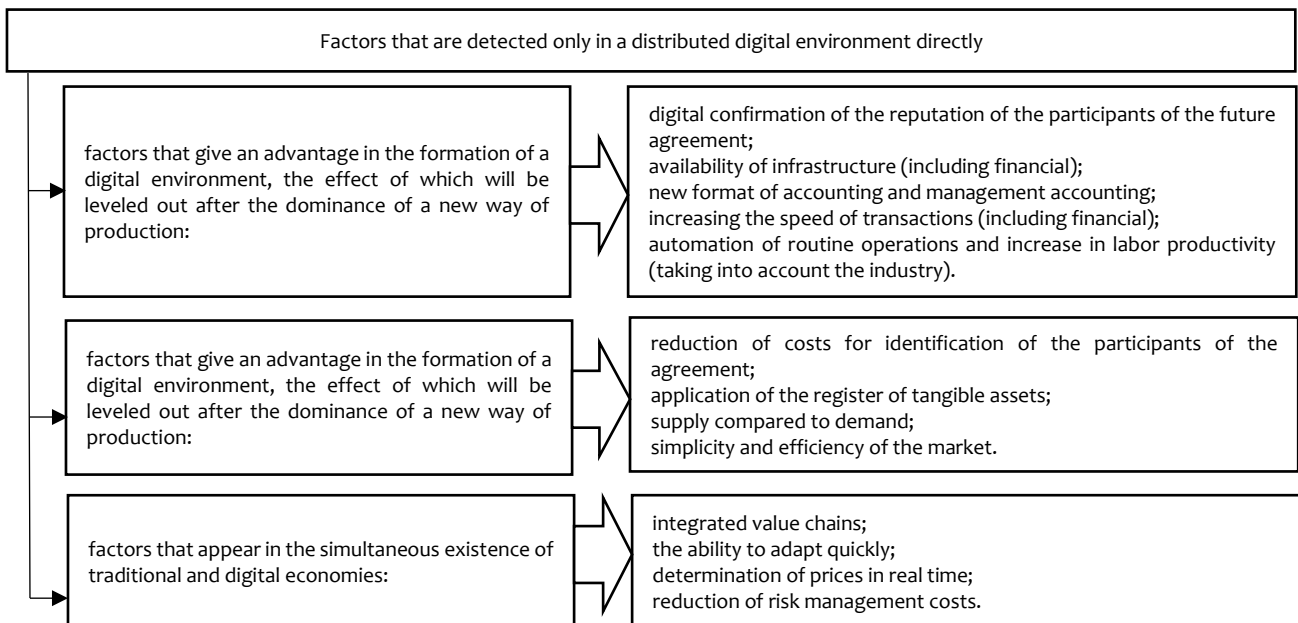 Factors that are detected only in a distributed digital environment directly
factors that give an advantage in the formation of a
digital environment, the effect of which will be
leveled out after the dominance of a new way of
production:
digital confirmation of the reputation of the participants of the future
agreement;
availability of infrastructure (including financial);
new format of accounting and management accounting;
increasing the speed of transactions (including financial);
automation of routine operations and increase in labor productivity
(taking into account the industry).
factors that give an advantage in the formation of a
digital environment, the effect of which will be
leveled out after the dominance of a new way of
production:
reduction of costs for identification of the participants of the
agreement;
application of the register of tangible assets;
supply compared to demand;
simplicity and efficiency of the market.
factors that appear in the simultaneous existence of
traditional and digital economies:
integrated value chains;
the ability to adapt quickly;
determination of prices in real time;
reduction of risk management costs.